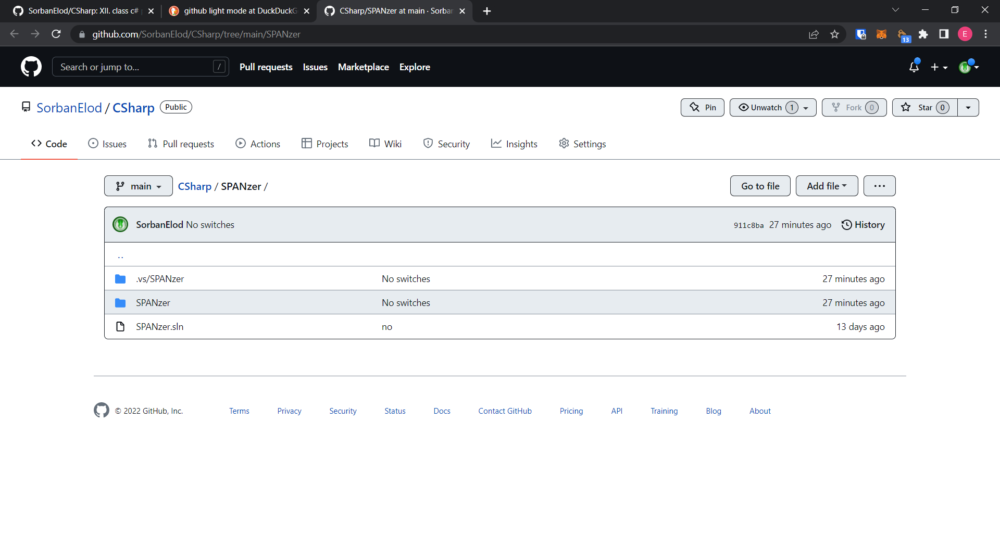 SorbanElod/CSharp: XII. class c#
github light mode at DuckDuckG
CSharp/SPANzer at main · Sorban
github.com/SorbanElod/CSharp/tree/main/SPANzer
13
E
Search or jump to...
/
Pull requests
Issues
Marketplace
Explore
SorbanElod / CSharp
Public
Pin
Unwatch 1
Fork 0
Star 0
Code
Issues
Pull requests
Actions
Projects
Wiki
Security
Insights
Settings
main
CSharp / SPANzer /
Go to file
Add file
SorbanElod No switches
911c8ba 27 minutes ago
History
..
.vs/SPANzer No switches 27 minutes ago
SPANzer No switches 27 minutes ago
SPANzer.sln no 13 days ago
© 2022 GitHub, Inc.
Terms
Privacy
Security
Status
Docs
Contact GitHub
Pricing
API
Training
Blog
About